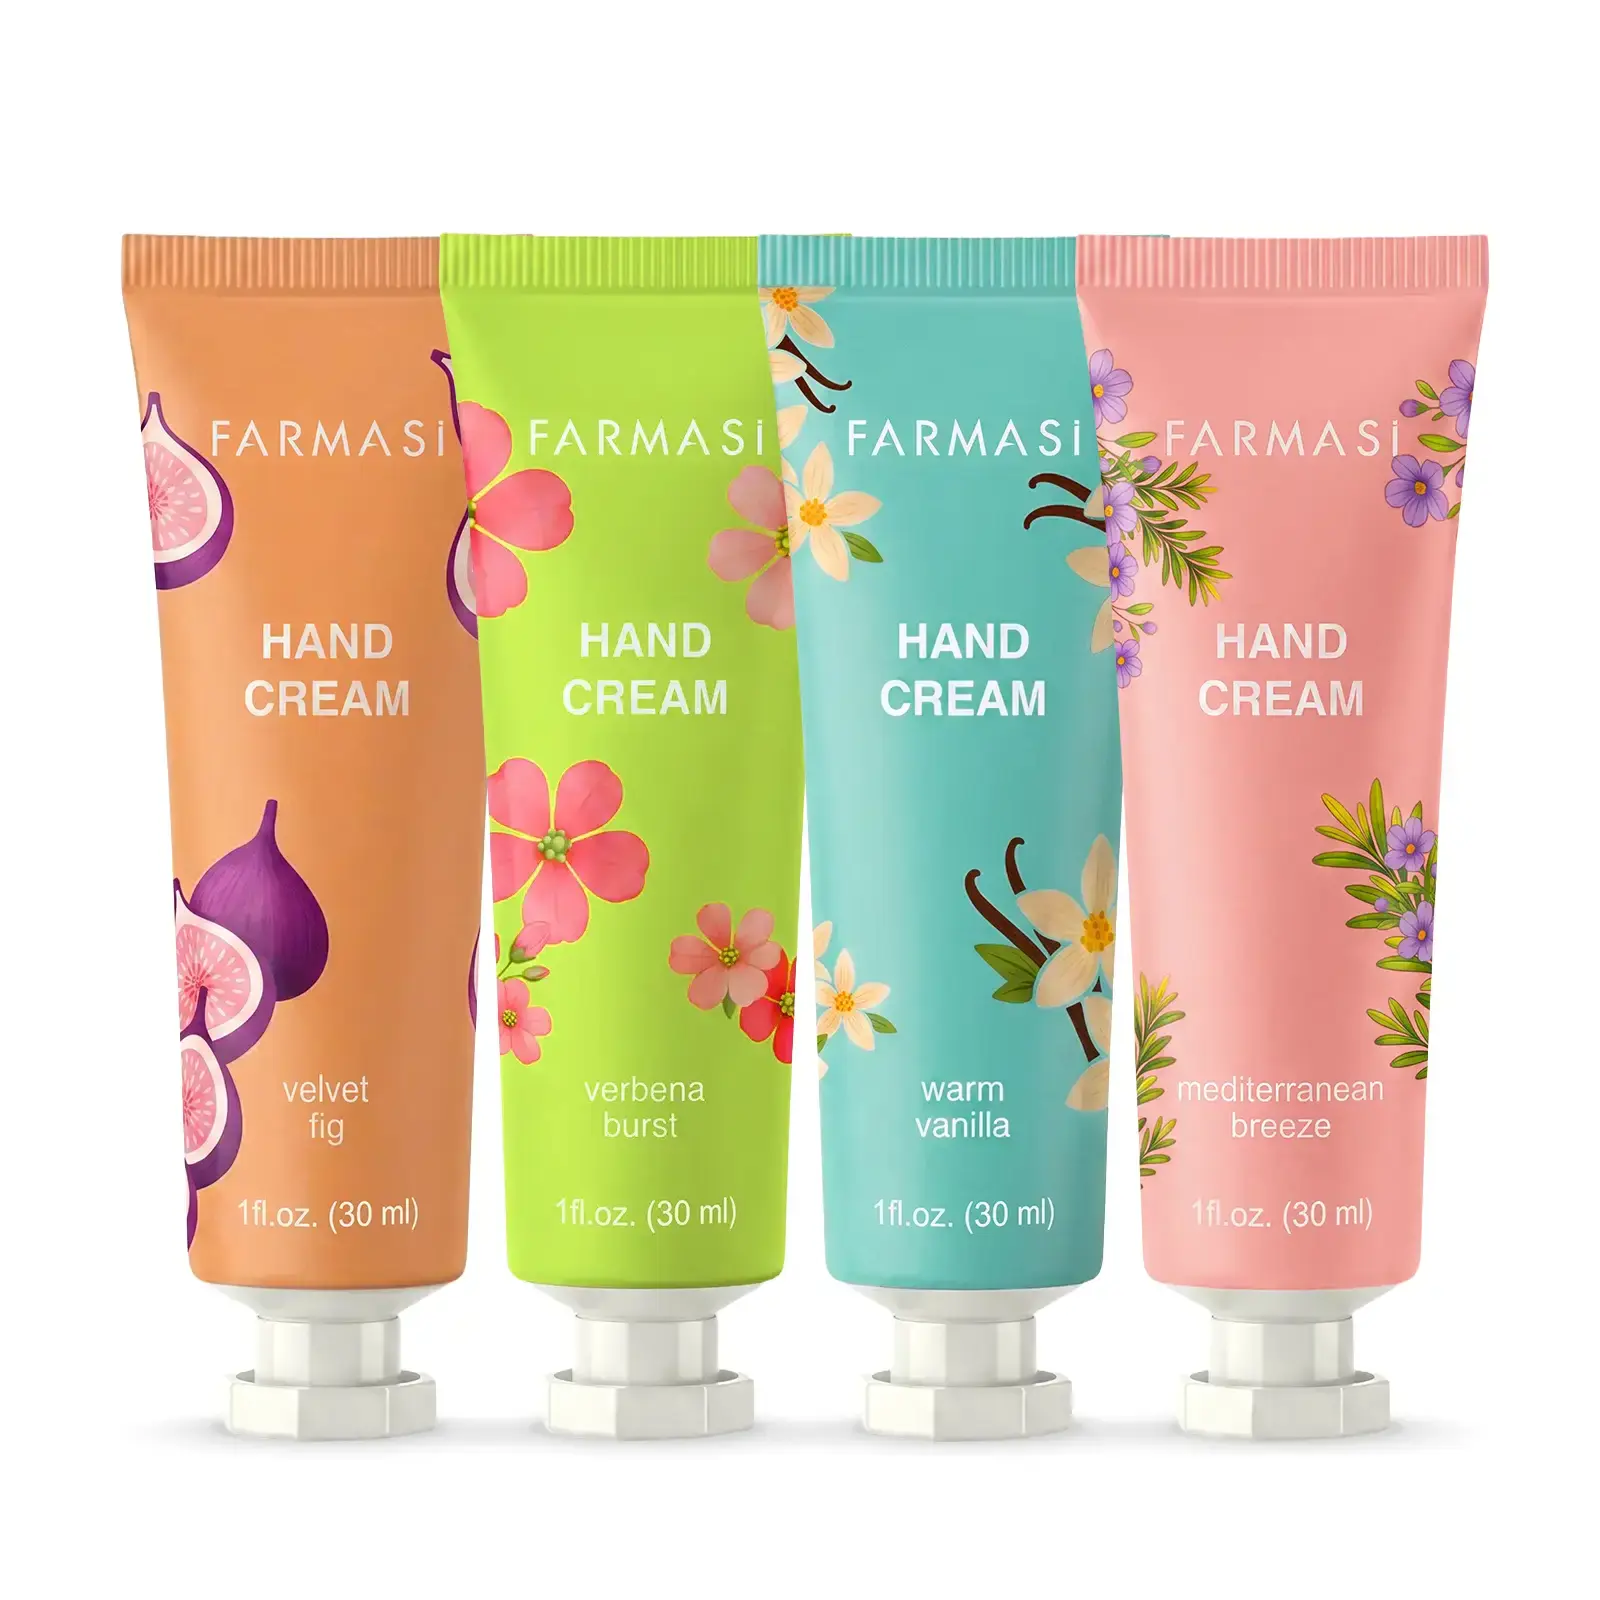 FARMASi
HAND
CREAM
velvet
fig
1fl.oz. (30 ml)
FARMASi
HAND
CREAM
verbena
burst
1fl.oz. (30 ml)
FARMASi
HAND
CREAM
warm
vanilla
1fl.oz. (30 ml)
FARMASi
HAND
CREAM
mediterranean
breeze
1fl.oz. (30 ml)